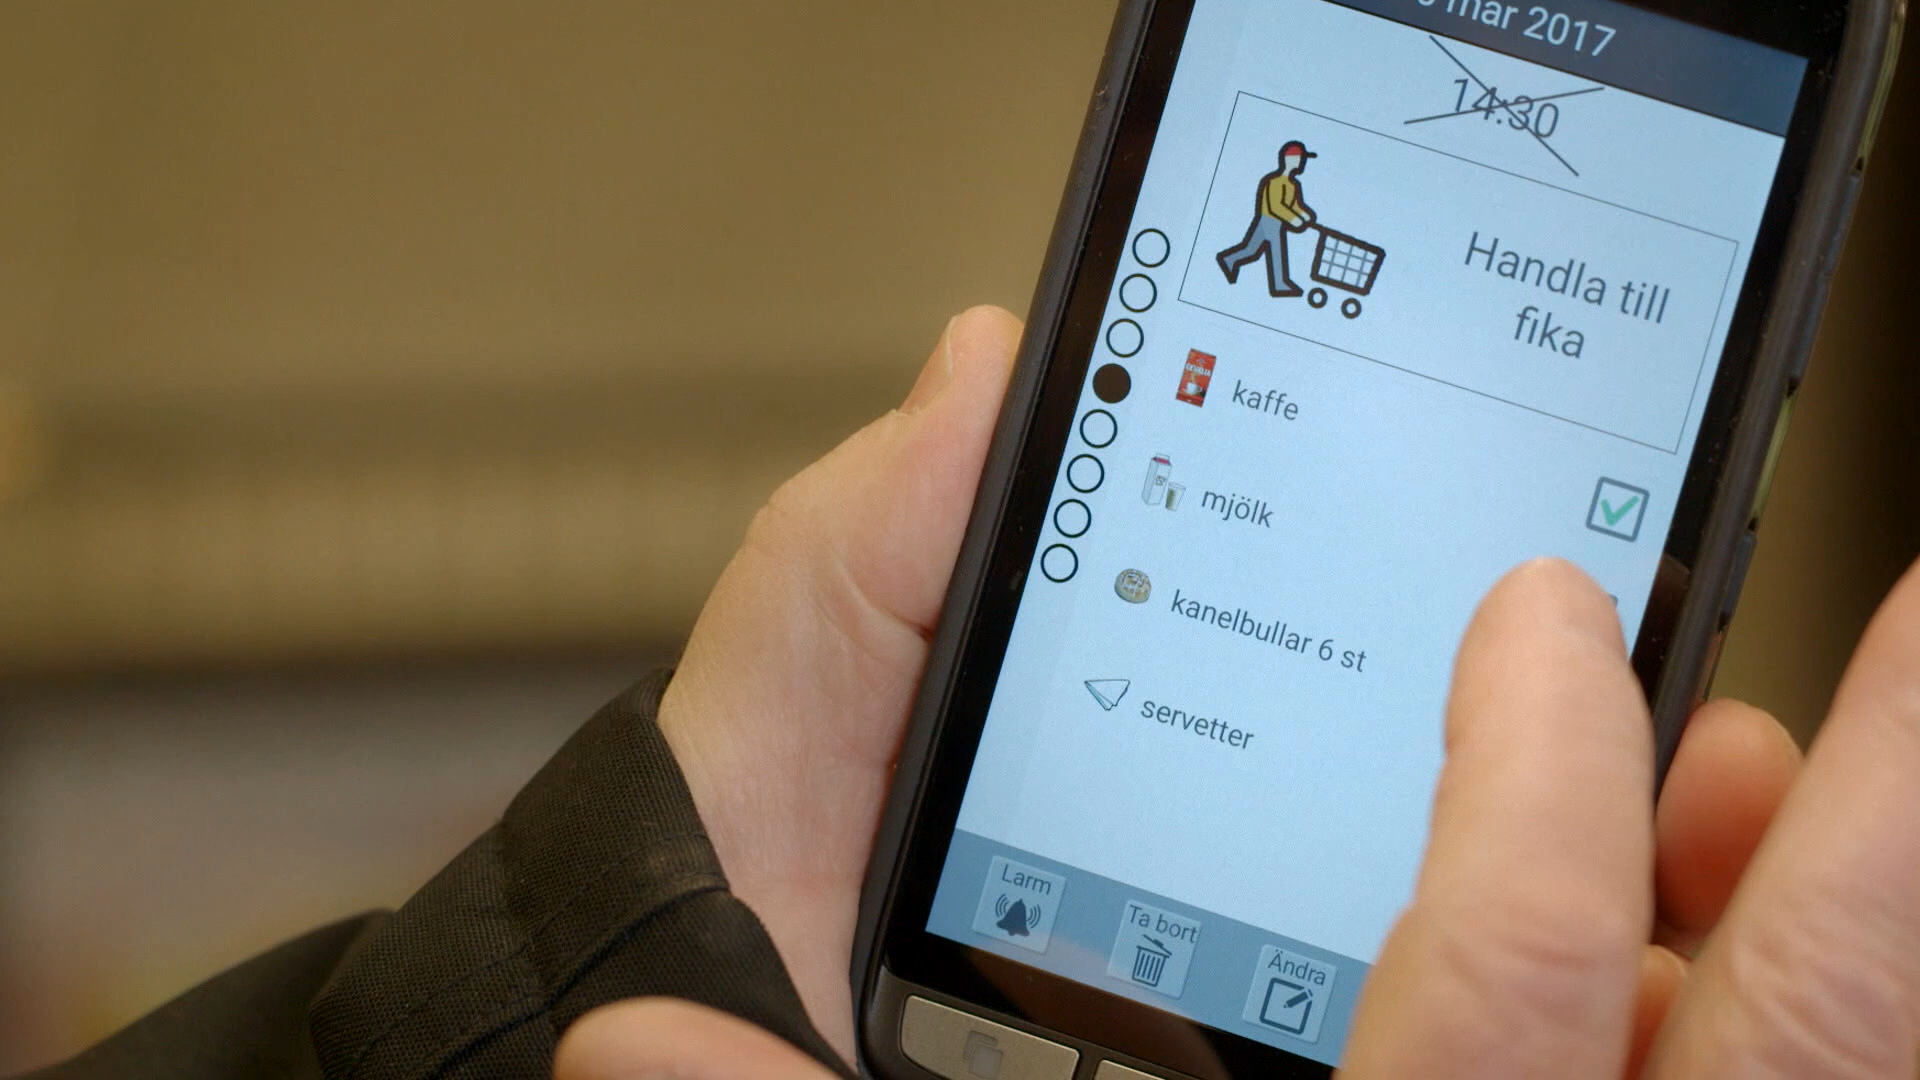 mar 2017
14:30
Handla till
fika
kaffe
mjölk
kanelbullar 6 st
servetter
Larm
Ta bort
Ändra